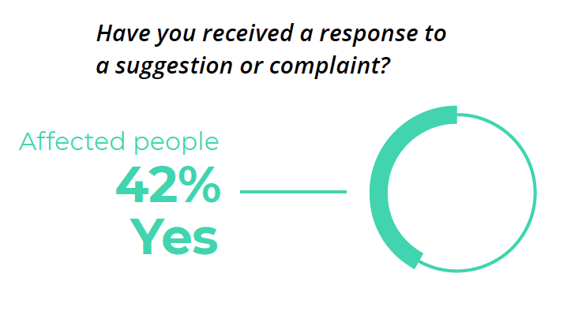 Have you received a response to
a suggestion or complaint?
Affected people
42%
Yes